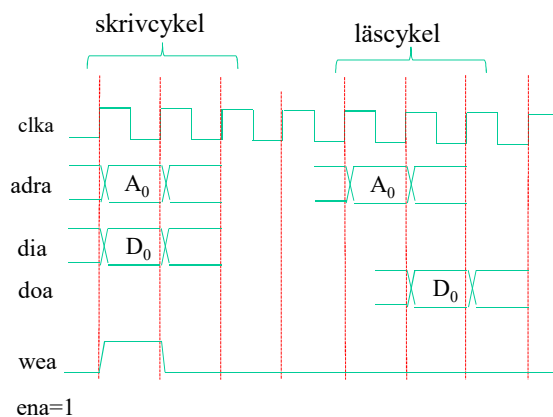 skrivcykel
läscykel
clka
adra A₀ A₀
dia D₀
doa D₀
wea
ena=1